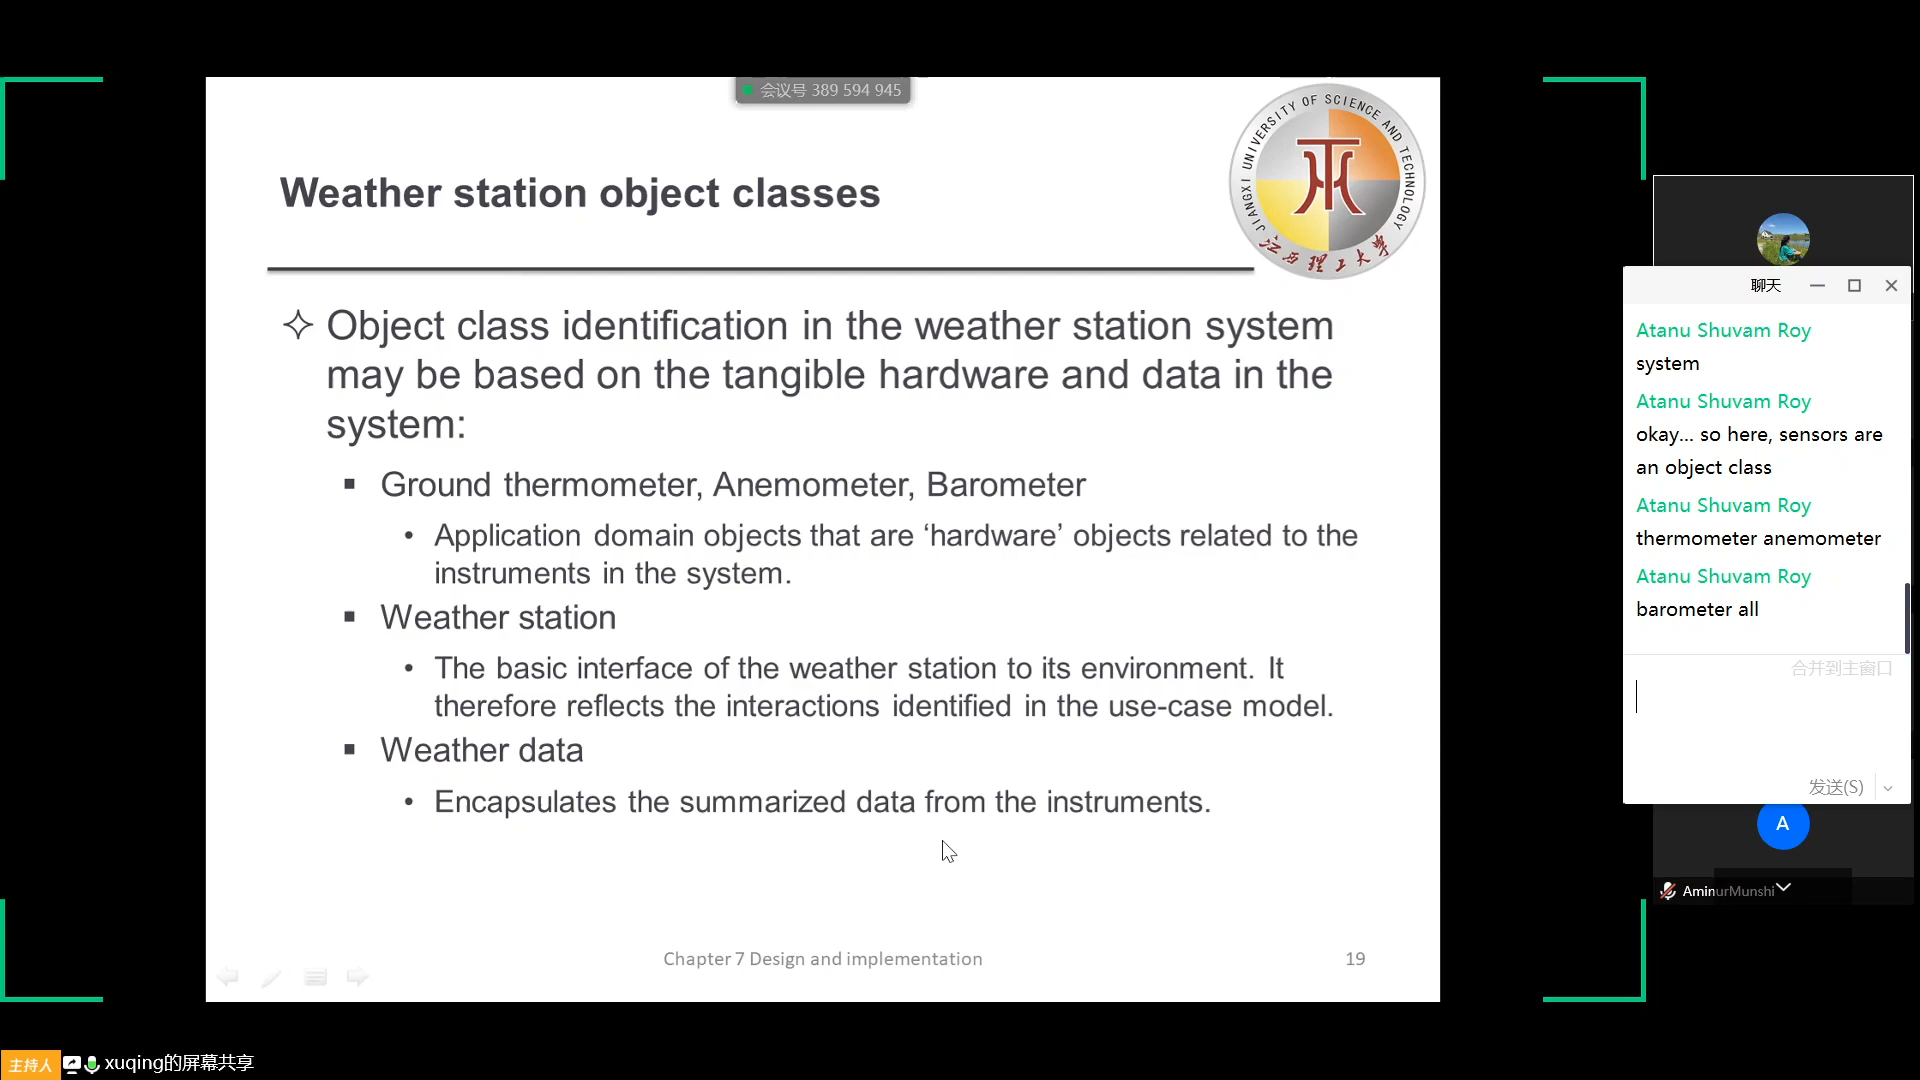 会议号 389 594 945
JIANGXI UNIVERSITY OF SCIENCE AND TECHNOLOGY
江西理工大学
Weather station object classes
Object class identification in the weather station system
may be based on the tangible hardware and data in the
system:
Ground thermometer, Anemometer, Barometer
Application domain objects that are ‘hardware’ objects related to the
instruments in the system.
Weather station
The basic interface of the weather station to its environment. It
therefore reflects the interactions identified in the use-case model.
Weather data
Encapsulates the summarized data from the instruments.
Chapter 7 Design and implementation
19
聊天
Atanu Shuvam Roy
system
Atanu Shuvam Roy
okay... so here, sensors are
an object class
Atanu Shuvam Roy
thermometer anemometer
Atanu Shuvam Roy
barometer all
合并到主窗口
发送(S)
A
AminurMunshi
主持人 xuqing的屏幕共享